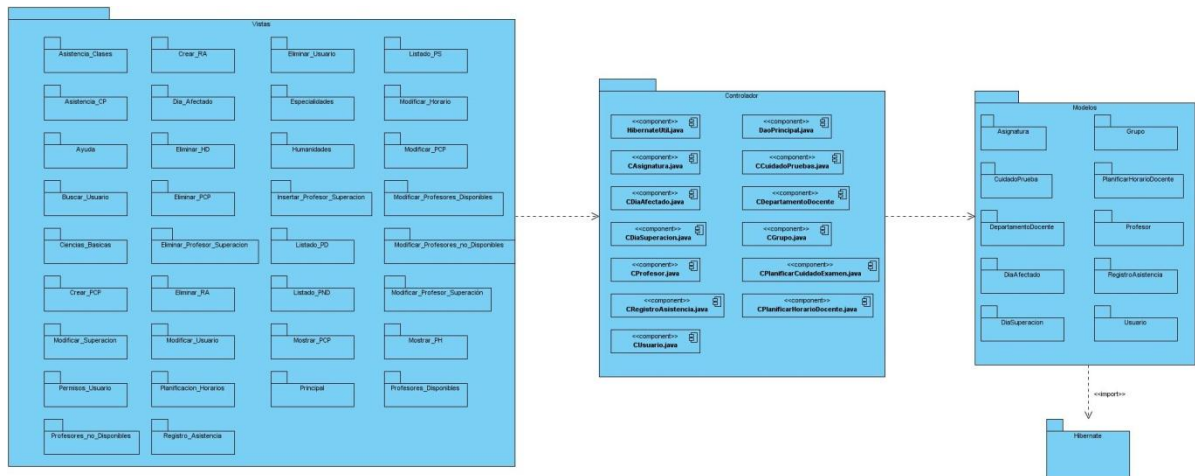 Vistas
Asistencia_Clases
Crear_RA
Eliminar_Usuario
Listado_PS
Asistencia_CP
Dia_Afectado
Especialidades
Modificar_Horario
Ayuda
Eliminar_HD
Humanidades
Modificar_PCP
Buscar_Usuario
Eliminar_PCP
Insertar_Profesor_Superacion
Modificar_Profesores_Disponibles
Ciencias_Basicas
Eliminar_Profesor_Superacion
Listado_PD
Modificar_Profesores_no_Disponibles
Crear_PCP
Eliminar_RA
Listado_PND
Modificar_Profesor_Superación
Modificar_Superacion
Modificar_Usuario
Mostrar_PCP
Mostrar_PH
Permisos_Usuario
Planificacion_Horarios
Principal
Profesores_Disponibles
Profesores_no_Disponibles
Registro_Asistencia
Controlador
<<component>>
HibernateUtil.java
<<component>>
DaoPrincipal.java
<<component>>
CAsignatura.java
<<component>>
CCuidadoPruebas.java
<<component>>
CDiaAfectado.java
<<component>>
CDepartamentoDocente
<<component>>
CDiaSuperacion.java
<<component>>
CGrupo.java
<<component>>
CProfesor.java
<<component>>
CPlanificarCuidadoExamen.java
<<component>>
CRegistroAsistencia.java
<<component>>
CPlanificarHorarioDocente.java
<<component>>
CUsuario.java
Modelos
Asignatura
Grupo
CuidadoPrueba
PlanificarHorarioDocente
DepartamentoDocente
Profesor
DiaAfectado
RegistroAsistencia
DiaSuperacion
Usuario
<<import>>
Hibernate